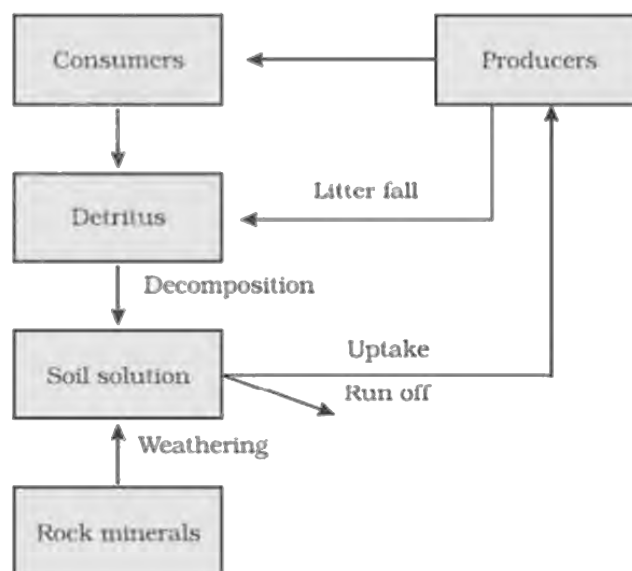 Consumers
Producers
Litter fall
Detritus
Decomposition
Uptake
Soil solution
Run off
Weathering
Rock minerals